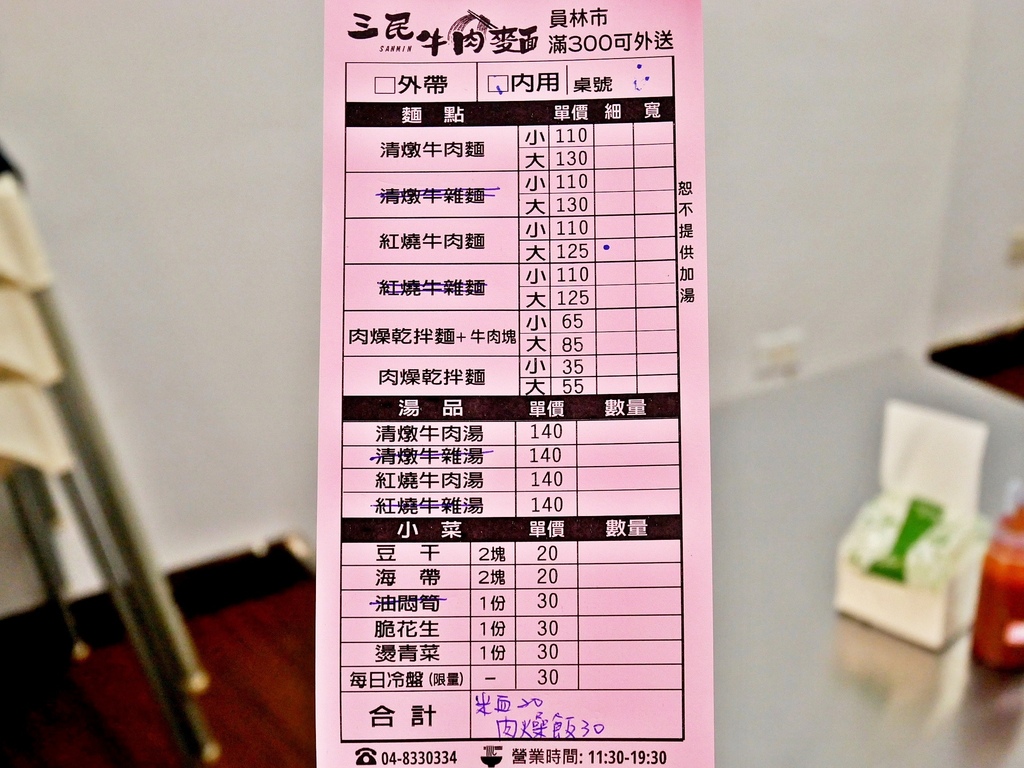 三民牛肉麵 員林市
SANMIN 滿300可外送
□外帶 □內用 桌號
麵點 單價 細 寬
清燉牛肉麵 小 110
大 130
清燉牛雜麵 小 110
大 130
紅燒牛肉麵 小 110
大 125
紅燒牛雜麵 小 110
大 125
肉燥乾拌麵+牛肉塊 小 65
大 85
肉燥乾拌麵 小 35
大 55
恕不提供加湯
湯品 單價 數量
清燉牛肉湯 140
清燉牛雜湯 140
紅燒牛肉湯 140
紅燒牛雜湯 140
小菜 單價 數量
豆干 2塊 20
海帶 2塊 20
油悶筍 1份 30
脆花生 1份 30
燙青菜 1份 30
每日冷盤(限量) – 30
合計 米血20
肉燥飯30
04-8330334 營業時間: 11:30-19:30